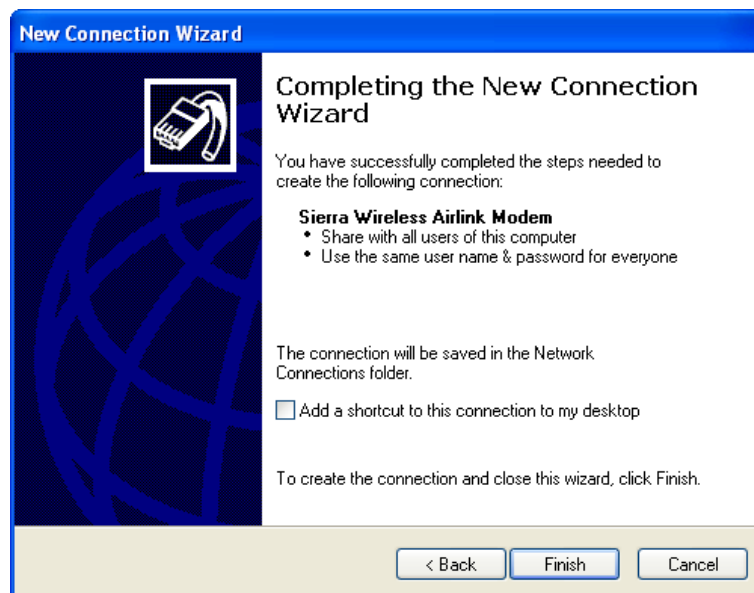 New Connection Wizard
Completing the New Connection
Wizard
You have successfully completed the steps needed to
create the following connection:
Sierra Wireless Airlink Modem
• Share with all users of this computer
• Use the same user name & password for everyone
The connection will be saved in the Network
Connections folder.
Add a shortcut to this connection to my desktop
To create the connection and close this wizard, click Finish.
< Back Finish Cancel